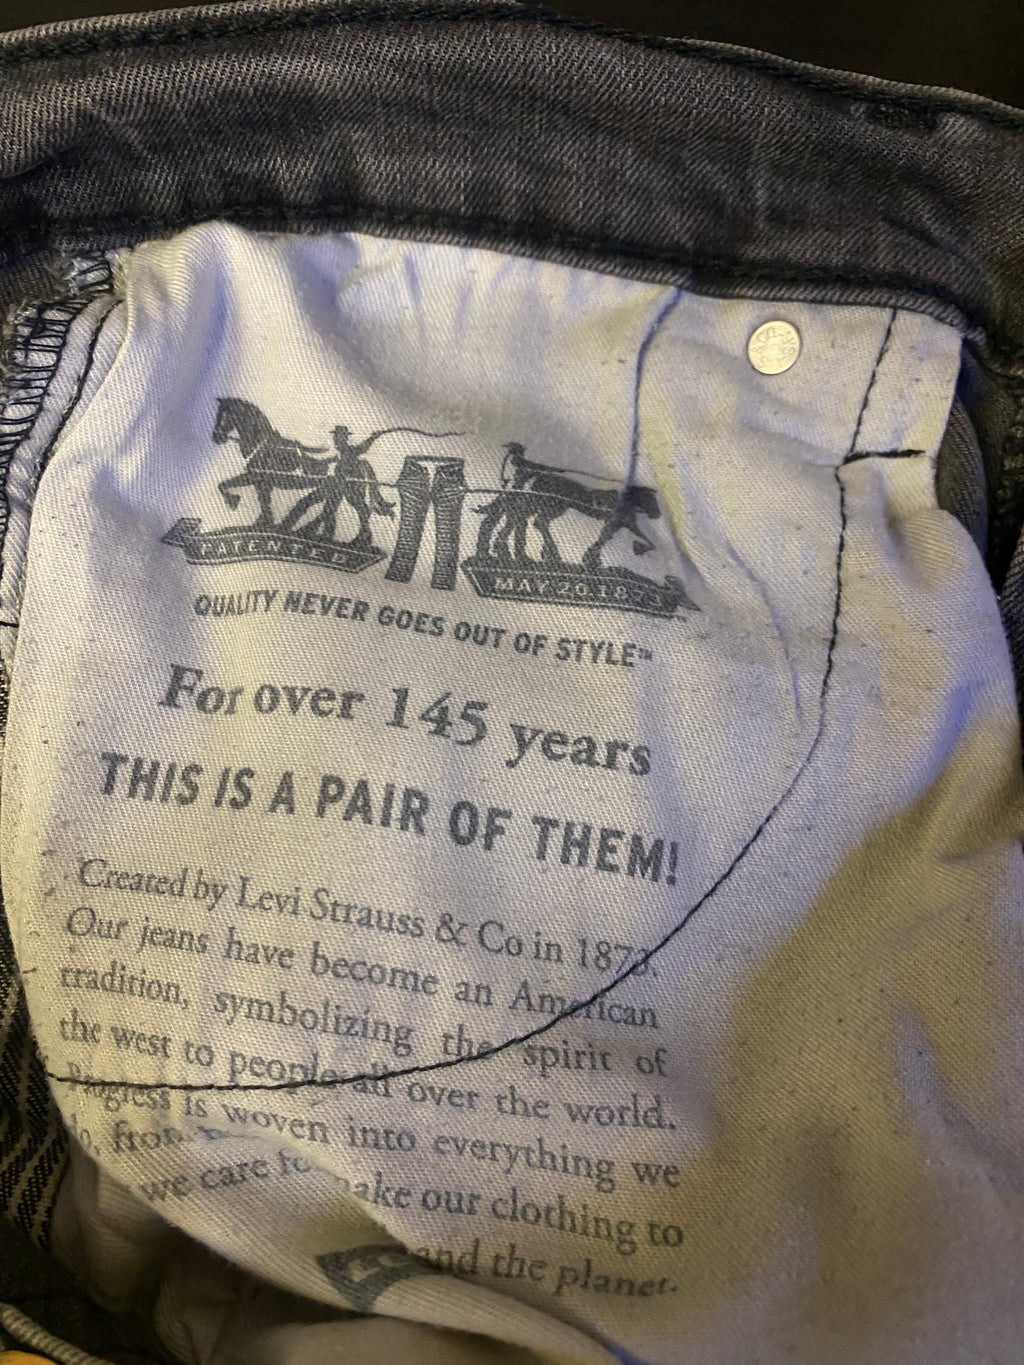 PATENTED
MAY 20 1873
QUALITY NEVER GOES OUT OF STYLE™
For over 145 years
THIS IS A PAIR OF THEM!
Created by Levi Strauss & Co in 1873.
Our jeans have become an American
tradition, symbolizing the spirit of
the west to people all over the world.
Progress is woven into everything we
from
we care make our clothing to
and the planet.